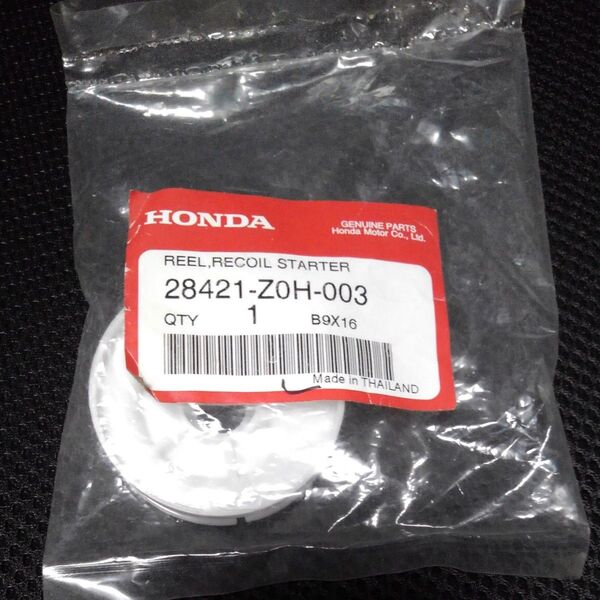 HONDA
GENUINE PARTS
Honda Motor Co., Ltd.
REEL,RECOIL STARTER
28421-Z0H-003
QTY 1 B9X16
Made in THAILAND